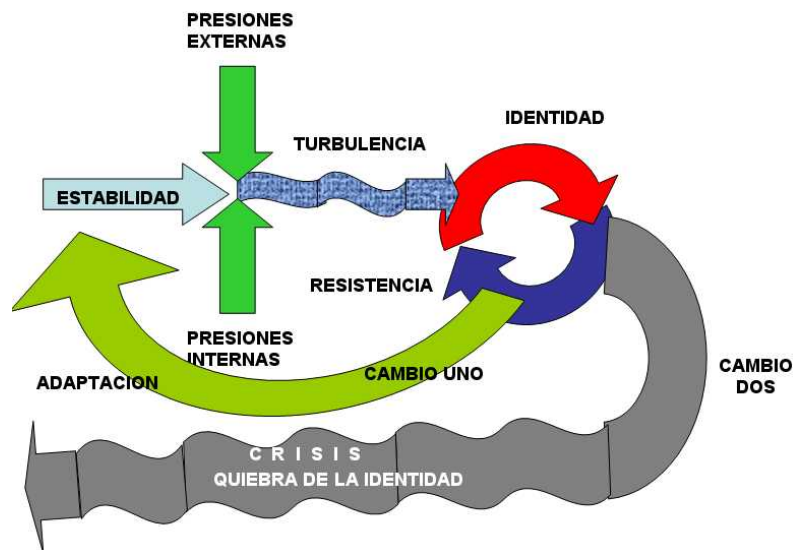 PRESIONES
EXTERNAS
IDENTIDAD
TURBULENCIA
ESTABILIDAD
RESISTENCIA
PRESIONES
INTERNAS
CAMBIO UNO
ADAPTACION
CAMBIO
DOS
C R I S I S
QUIEBRA DE LA IDENTIDAD